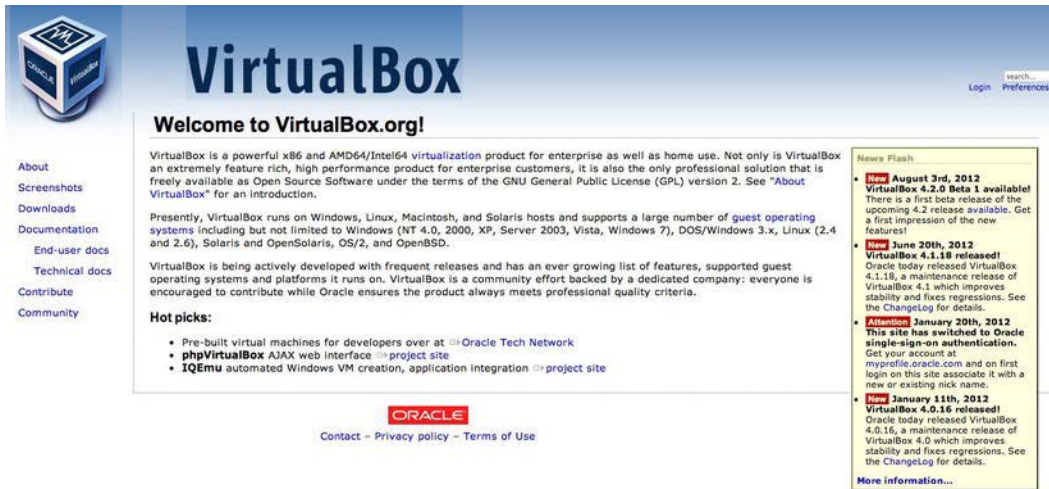 ORACLE
VirtualBox
VirtualBox
search...
Login Preferences
Welcome to VirtualBox.org!
About
Screenshots
Downloads
Documentation
End-user docs
Technical docs
Contribute
Community
VirtualBox is a powerful x86 and AMD64/Intel64 virtualization product for enterprise as well as home use. Not only is VirtualBox
an extremely feature rich, high performance product for enterprise customers, it is also the only professional solution that is
freely available as Open Source Software under the terms of the GNU General Public License (GPL) version 2. See "About
VirtualBox" for an introduction.
Presently, VirtualBox runs on Windows, Linux, Macintosh, and Solaris hosts and supports a large number of guest operating
systems including but not limited to Windows (NT 4.0, 2000, XP, Server 2003, Vista, Windows 7), DOS/Windows 3.x, Linux (2.4
and 2.6), Solaris and OpenSolaris, OS/2, and OpenBSD.
VirtualBox is being actively developed with frequent releases and has an ever growing list of features, supported guest
operating systems and platforms it runs on. VirtualBox is a community effort backed by a dedicated company: everyone is
encouraged to contribute while Oracle ensures the product always meets professional quality criteria.
Hot picks:
• Pre-built virtual machines for developers over at Oracle Tech Network
• phpVirtualBox AJAX web interface project site
• IQEmu automated Windows VM creation, application integration project site
News Flash
• New August 3rd, 2012
VirtualBox 4.2.0 Beta 1 available!
There is a first beta release of the
upcoming 4.2 release available. Get
a first impression of the new
features!
• New June 20th, 2012
VirtualBox 4.1.18 released!
Oracle today released VirtualBox
4.1.18, a maintenance release of
VirtualBox 4.1 which improves
stability and fixes regressions. See
the ChangeLog for details.
• Attention January 20th, 2012
This site has switched to Oracle
single-sign-on authentication.
Get your account at
myprofile.oracle.com and on first
login on this site associate it with a
new or existing nick name.
• New January 11th, 2012
VirtualBox 4.0.16 released!
Oracle today released VirtualBox
4.0.16, a maintenance release of
VirtualBox 4.0 which improves
stability and fixes regressions. See
the ChangeLog for details.
More information...
ORACLE
Contact – Privacy policy – Terms of Use